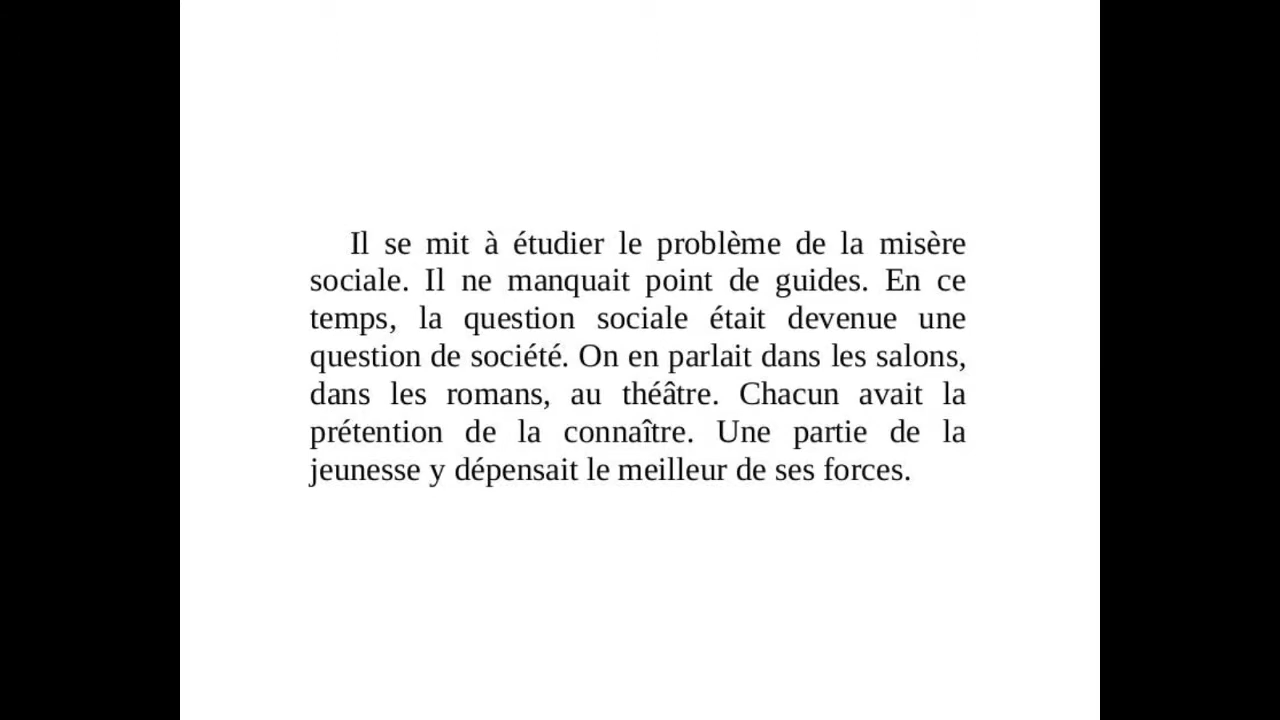 Il se mit à étudier le problème de la misère
sociale. Il ne manquait point de guides. En ce
temps, la question sociale était devenue une
question de société. On en parlait dans les salons,
dans les romans, au théâtre. Chacun avait la
prétention de la connaître. Une partie de la
jeunesse y dépensait le meilleur de ses forces.